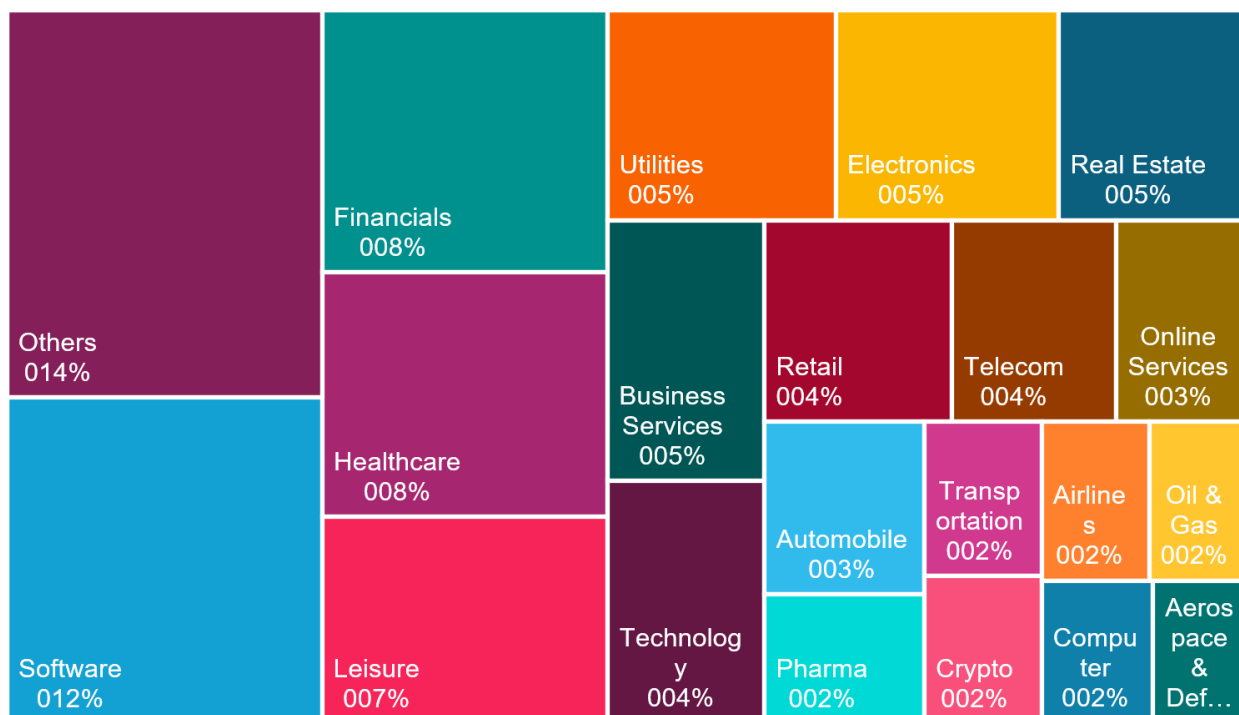 Others
014%
Software
012%
Financials
008%
Healthcare
008%
Leisure
007%
Utilities
005%
Electronics
005%
Real Estate
005%
Business
Services
005%
Technolog
y
004%
Retail
004%
Telecom
004%
Online
Services
003%
Automobile
003%
Pharma
002%
Transp
ortation
002%
Crypto
002%
Airline
s
002%
Oil &
Gas
002%
Compu
ter
002%
Aeros
pace
&
Def...